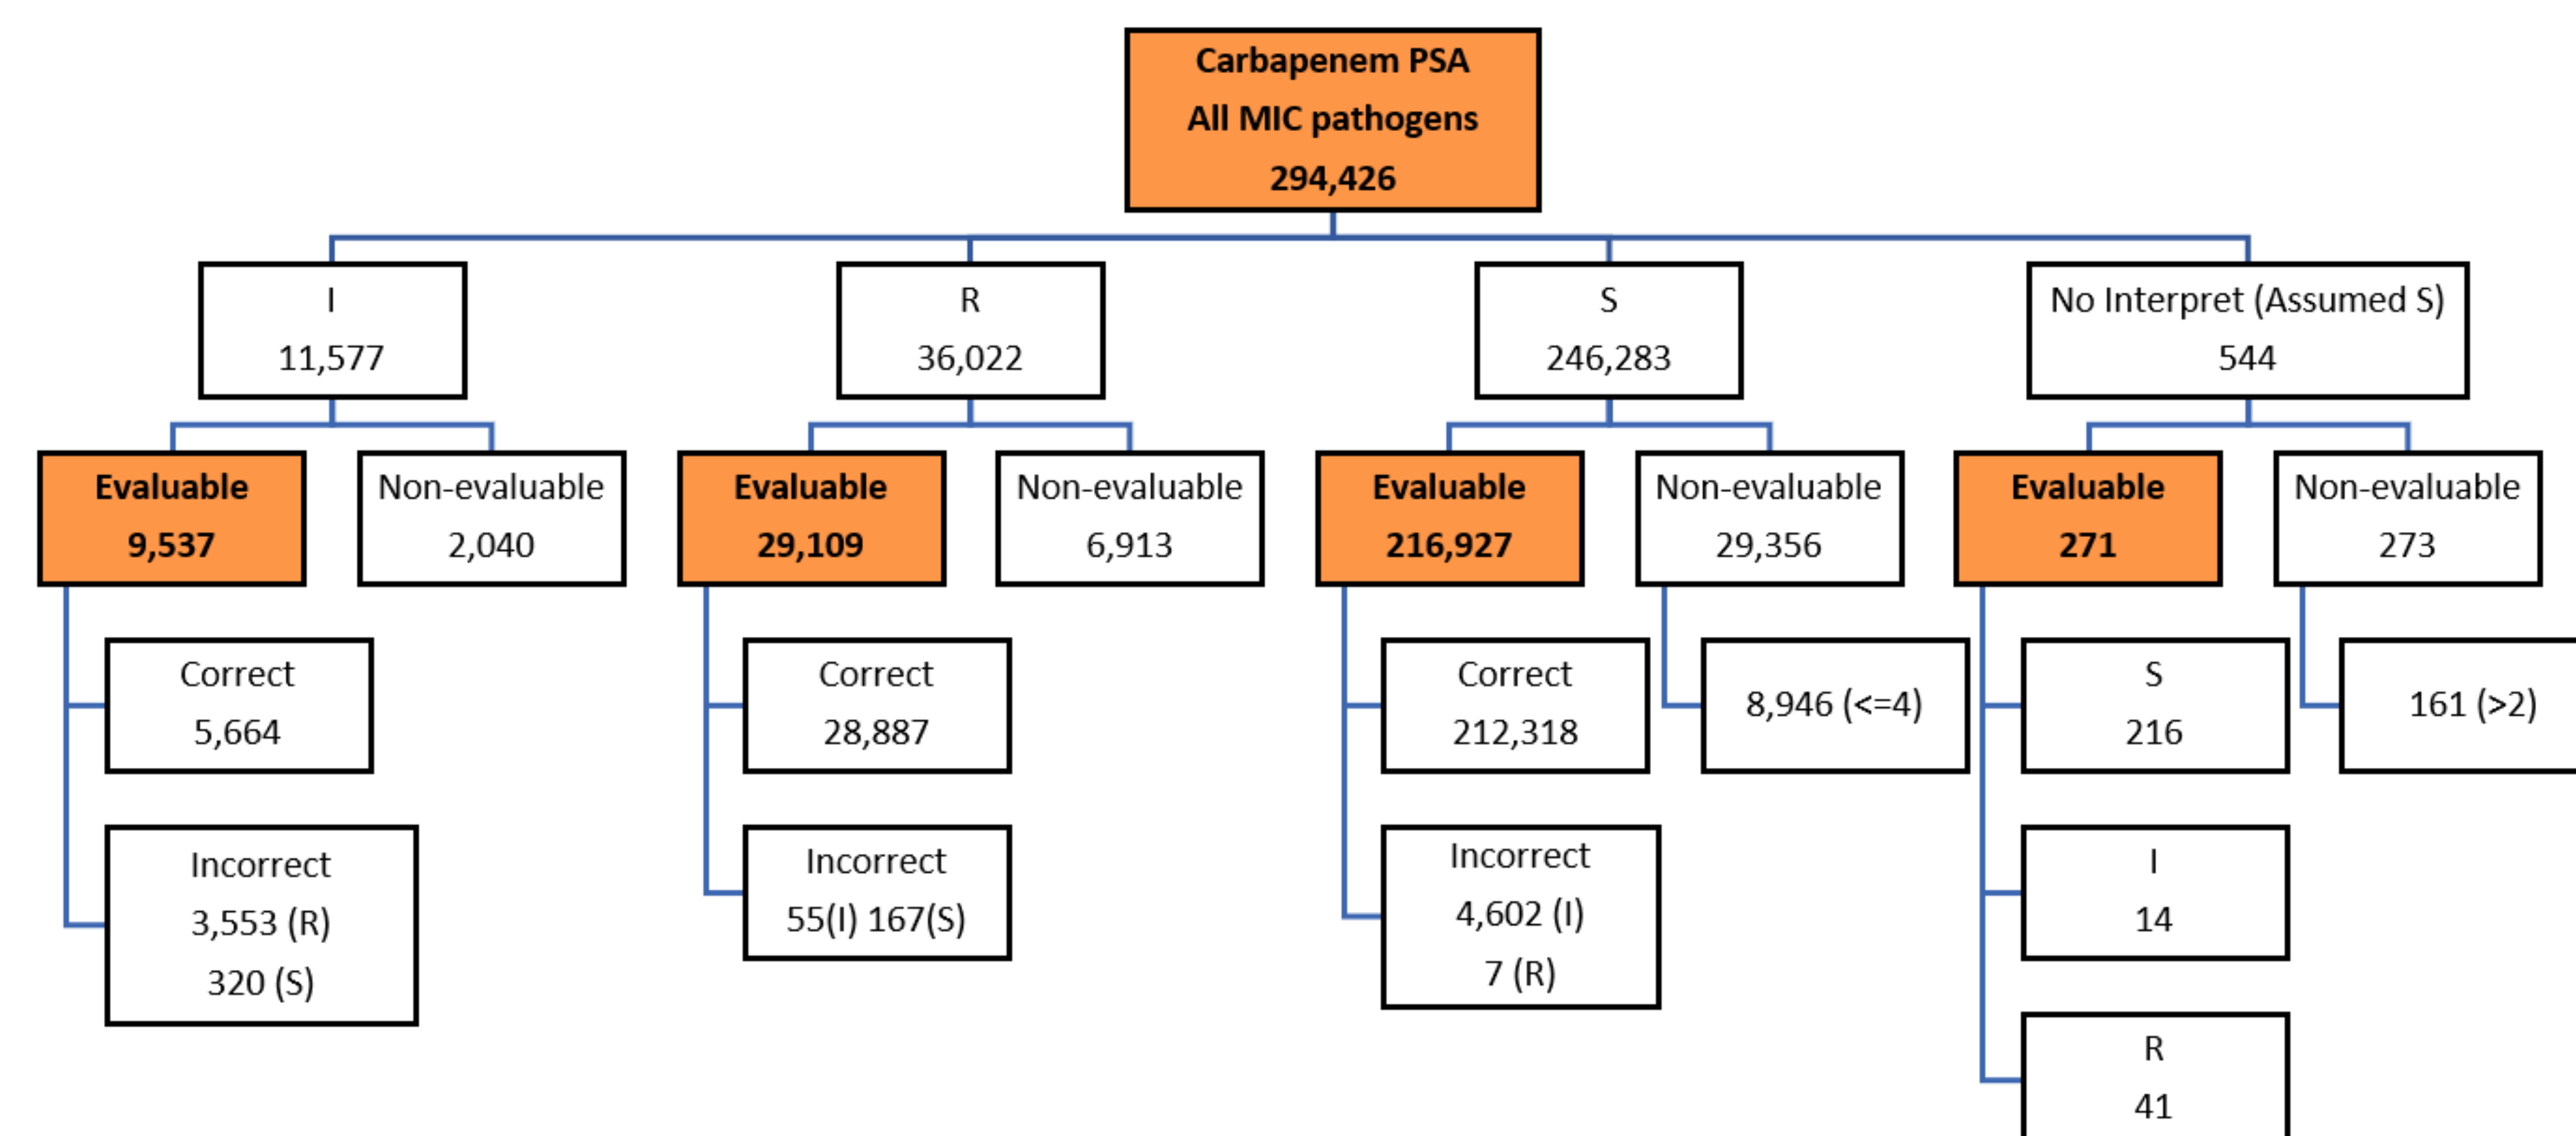 Carbapenem PSA
All MIC pathogens
294,426
I
11,577
R
36,022
S
246,283
No Interpret (Assumed S)
544
Evaluable
9,537
Non-evaluable
2,040
Evaluable
29,109
Non-evaluable
6,913
Evaluable
216,927
Non-evaluable
29,356
Evaluable
271
Non-evaluable
273
Correct
5,664
Correct
28,887
Correct
212,318
8,946 (<=4)
S
216
161 (>2)
Incorrect
3,553 (R)
320 (S)
Incorrect
55(I) 167(S)
Incorrect
4,602 (I)
7 (R)
I
14
R
41